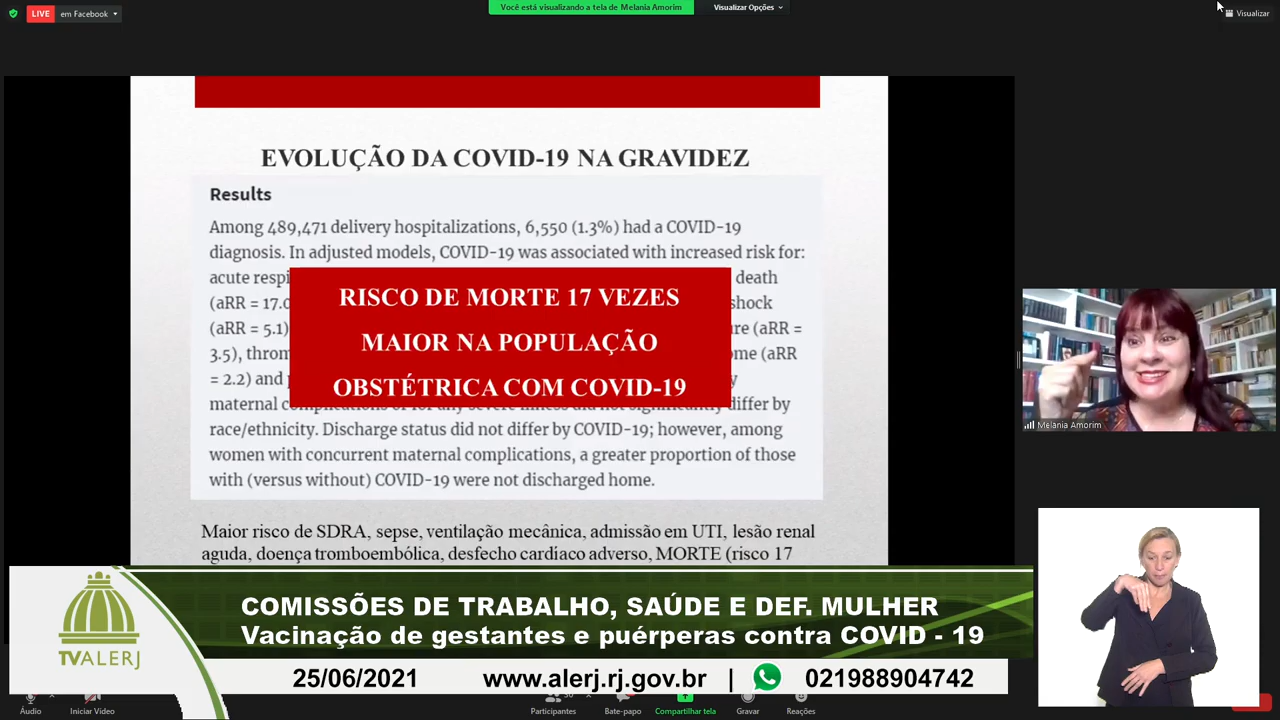 LIVE
em Facebook
Você está visualizando a tela de Melania Amorim
Visualizar Opções
Visualizar
EVOLUÇÃO DA COVID-19 NA GRAVIDEZ
Results
Among 489,471 delivery hospitalizations, 6,550 (1.3%) had a COVID-19
diagnosis. In adjusted models, COVID-19 was associated with increased risk for:
acute respi death
(aRR = 17.0 shock
(aRR = 5.1) (aRR =
3.5), (aRR
= 2.2) and
RISCO DE MORTE 17 VEZES
MAIOR NA POPULAÇÃO
OBSTÉTRICA COM COVID-19
maternal complications or for any severe illness did not significantly differ by
race/ethnicity. Discharge status did not differ by COVID-19; however, among
women with concurrent maternal complications, a greater proportion of those
with (versus without) COVID-19 were not discharged home.
Maior risco de SDRA, sepse, ventilação mecânica, admissão em UTI, lesão renal
aguda, doença tromboembólica, desfecho cardíaco adverso, MORTE (risco 17
Melania Amorim
TVALERJ
COMISSÕES DE TRABALHO, SAÚDE E DEF. MULHER
Vacinação de gestantes e puérperas contra COVID - 19
25/06/2021 www.alerj.rj.gov.br | 021988904742
Áudio
Iniciar Vídeo
Participantes
Bate-papo
Compartilhar tela
Gravar
Reações